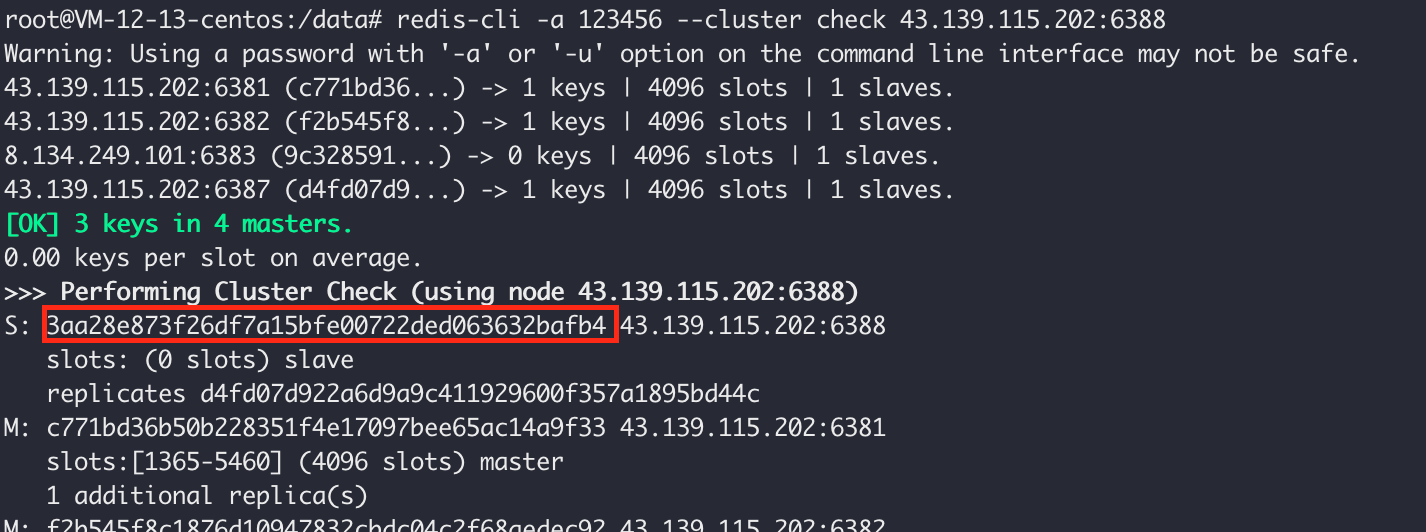 root@VM-12-13-centos:/data# redis-cli -a 123456 --cluster check 43.139.115.202:6388
Warning: Using a password with '-a' or '-u' option on the command line interface may not be safe.
43.139.115.202:6381 (c771bd36...) -> 1 keys | 4096 slots | 1 slaves.
43.139.115.202:6382 (f2b545f8...) -> 1 keys | 4096 slots | 1 slaves.
8.134.249.101:6383 (9c328591...) -> 0 keys | 4096 slots | 1 slaves.
43.139.115.202:6387 (d4fd07d9...) -> 1 keys | 4096 slots | 1 slaves.
[OK] 3 keys in 4 masters.
0.00 keys per slot on average.
>>> Performing Cluster Check (using node 43.139.115.202:6388)
S: 3aa28e873f26df7a15bfe00722ded063632bafb4 43.139.115.202:6388
slots: (0 slots) slave
replicates d4fd07d922a6d9a9c411929600f357a1895bd44c
M: c771bd36b50b228351f4e17097bee65ac14a9f33 43.139.115.202:6381
slots:[1365-5460] (4096 slots) master
1 additional replica(s)
M: 43.139.115.202:6382